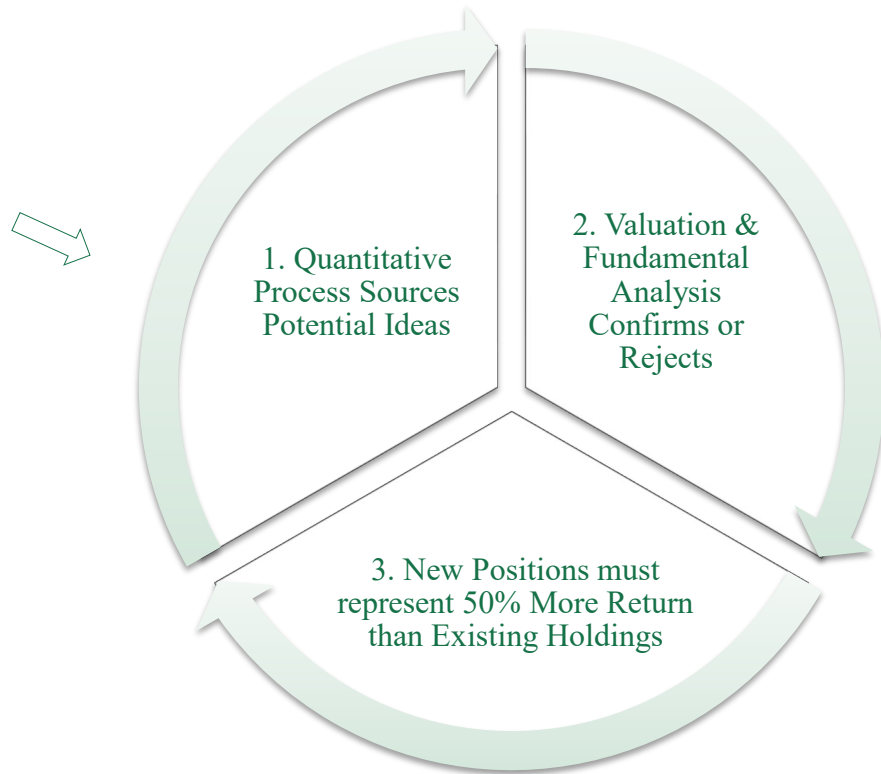 1. Quantitative
Process Sources
Potential Ideas
2. Valuation &
Fundamental
Analysis
Confirms or
Rejects
3. New Positions must
represent 50% More Return
than Existing Holdings